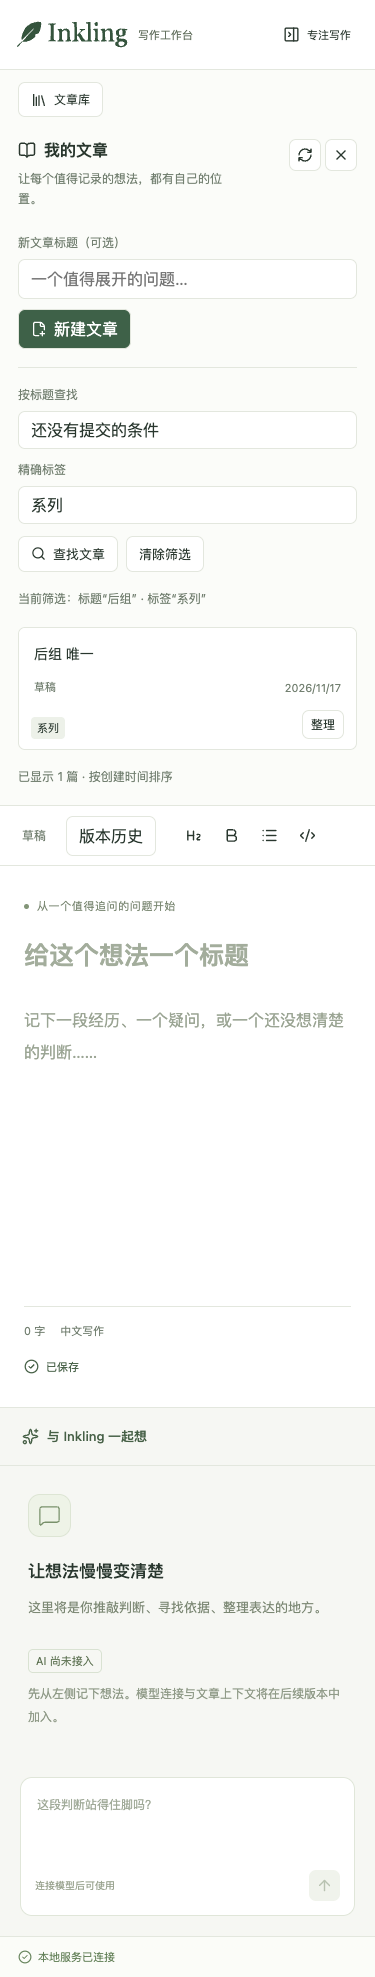 Inkling 写作工作台 专注写作
文章库
我的文章
让每个值得记录的想法，都有自己的位
置。
新文章标题（可选）
一个值得展开的问题...
新建文章
按标题查找
还没有提交的条件
精确标签
系列
查找文章 清除筛选
当前筛选：标题“后组” · 标签“系列”
后组 唯一
草稿 2026/11/17
系列 整理
已显示 1 篇 · 按创建时间排序
草稿 版本历史 H2 B
从一个值得追问的问题开始
给这个想法一个标题
记下一段经历、一个疑问，或一个还没想清楚
的判断......
0 字 中文写作
已保存
与 Inkling 一起想
让想法慢慢变清楚
这里将是你推敲判断、寻找依据、整理表达的地方。
AI 尚未接入
先从左侧记下想法。模型连接与文章上下文将在后续版本中
加入。
这段判断站得住脚吗？
连接模型后可使用
本地服务已连接